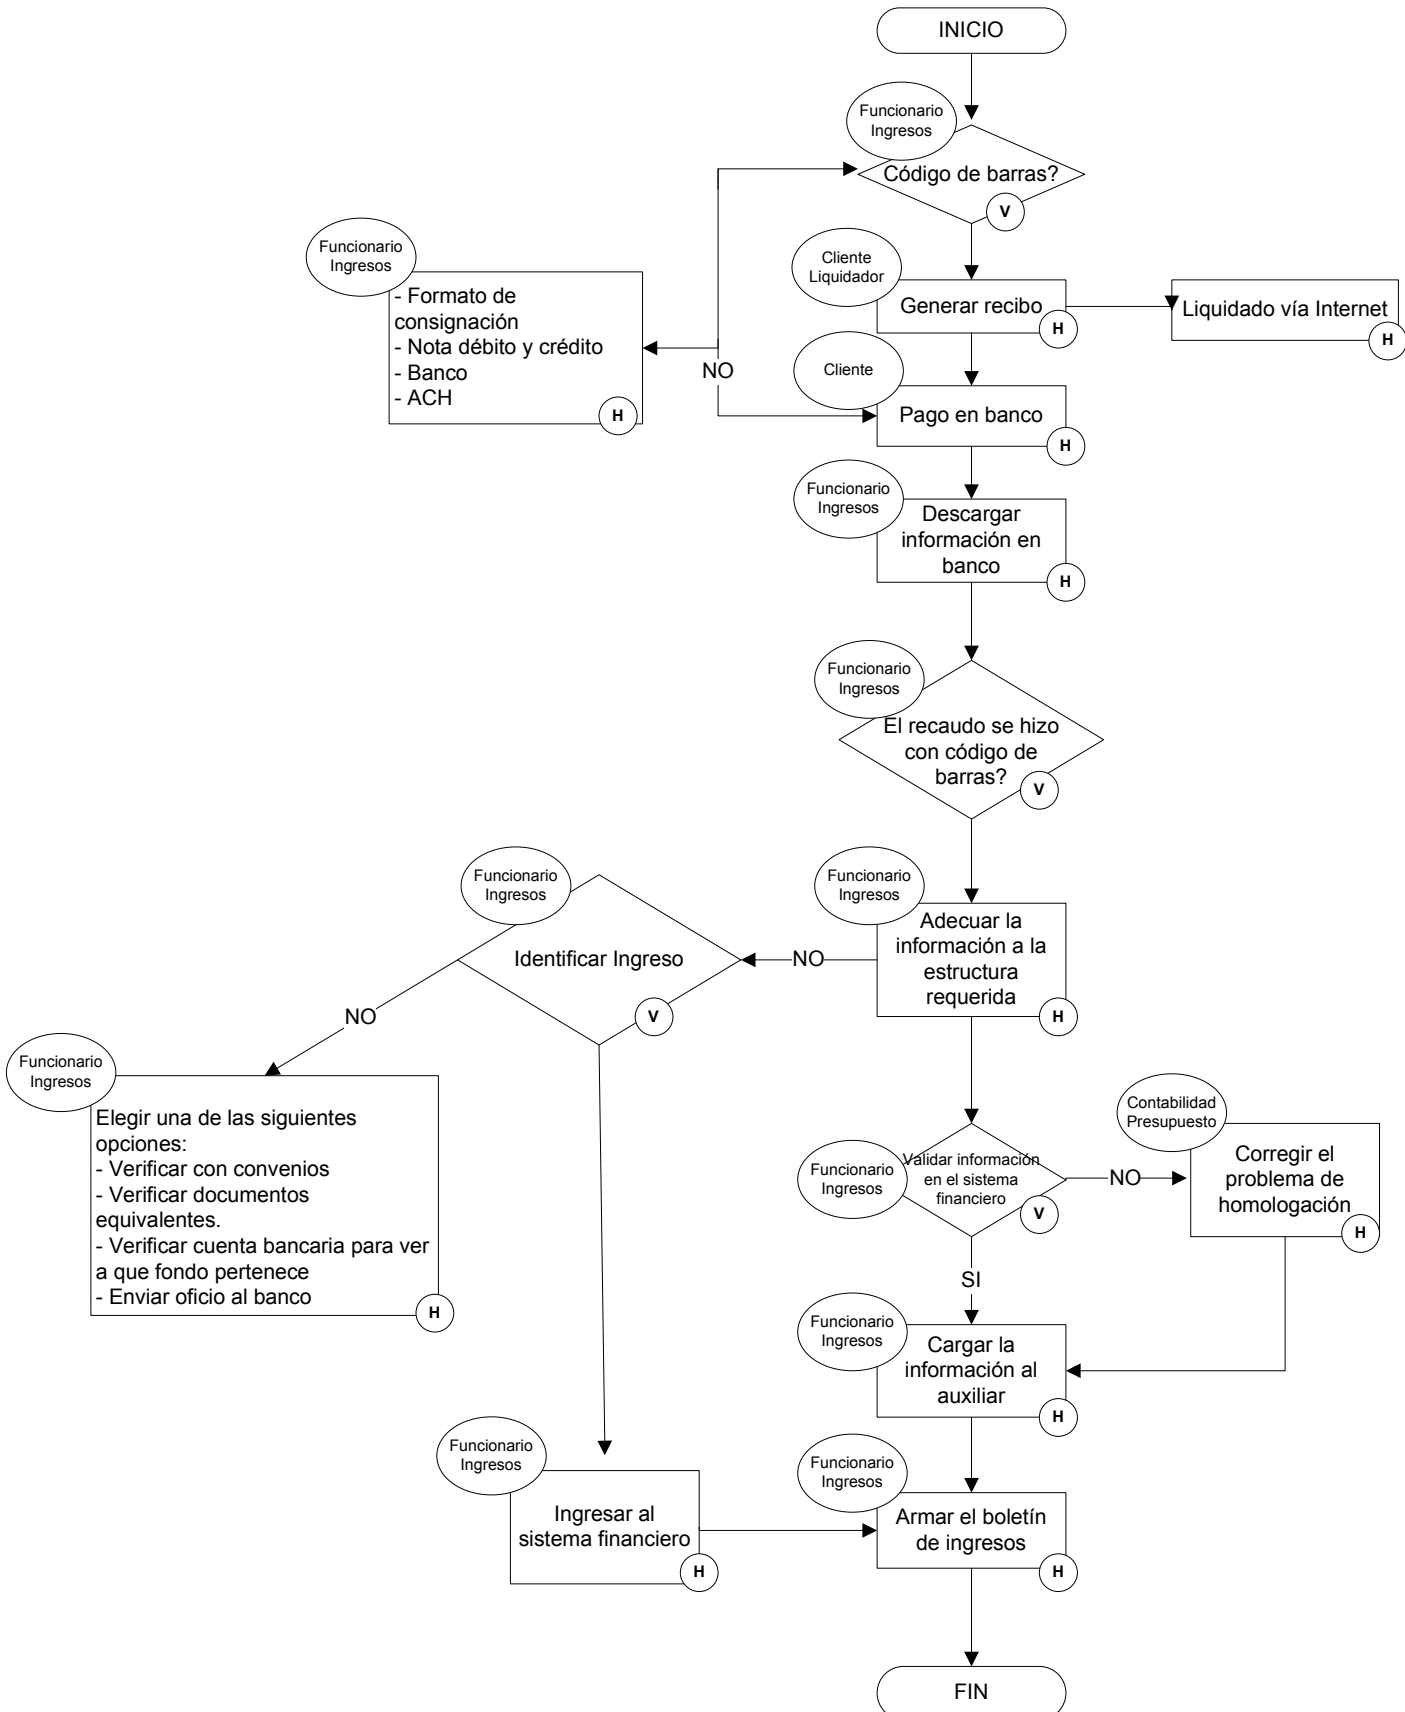 INICIO
Funcionario
Ingresos
Código de barras?
V
Funcionario
Ingresos
- Formato de
consignación
- Nota débito y crédito
- Banco
- ACH
H
NO
Cliente
Liquidador
Generar recibo
H
Liquidado vía Internet
H
Cliente
Pago en banco
H
Funcionario
Ingresos
Descargar
información en
banco
H
Funcionario
Ingresos
El recaudo se hizo
con código de
barras?
V
Funcionario
Ingresos
Adecuar la
información a la
estructura
requerida
H
NO
Funcionario
Ingresos
Identificar Ingreso
V
NO
Funcionario
Ingresos
Elegir una de las siguientes
opciones:
- Verificar con convenios
- Verificar documentos
equivalentes.
- Verificar cuenta bancaria para ver
a que fondo pertenece
- Enviar oficio al banco
H
Funcionario
Ingresos
Validar información
en el sistema
financiero
V
NO
Contabilidad
Presupuesto
Corregir el
problema de
homologación
H
SI
Funcionario
Ingresos
Cargar la
información al
auxiliar
H
Funcionario
Ingresos
Ingresar al
sistema financiero
H
Funcionario
Ingresos
Armar el boletín
de ingresos
H
FIN